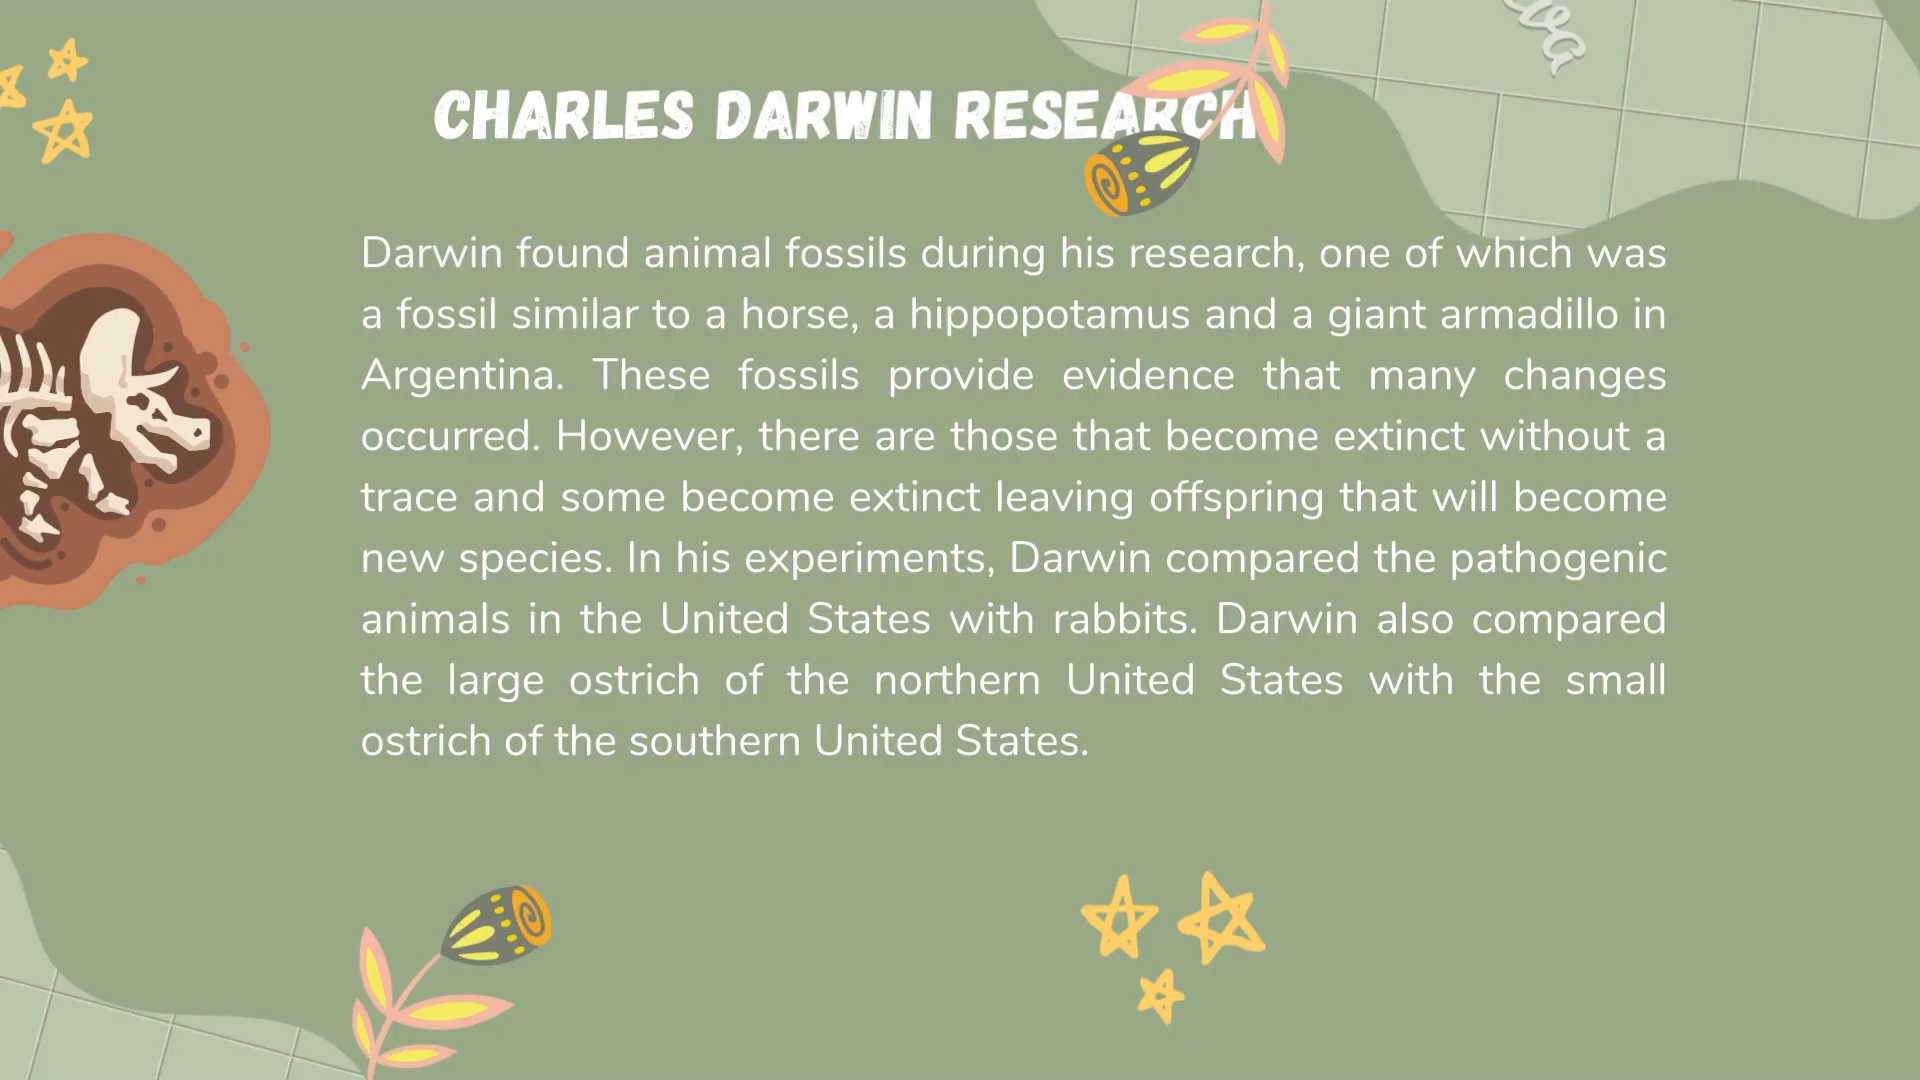 CHARLES DARWIN RESEARCH
Darwin found animal fossils during his research, one of which was
a fossil similar to a horse, a hippopotamus and a giant armadillo in
Argentina. These fossils provide evidence that many changes
occurred. However, there are those that become extinct without a
trace and some become extinct leaving offspring that will become
new species. In his experiments, Darwin compared the pathogenic
animals in the United States with rabbits. Darwin also compared
the large ostrich of the northern United States with the small
ostrich of the southern United States.